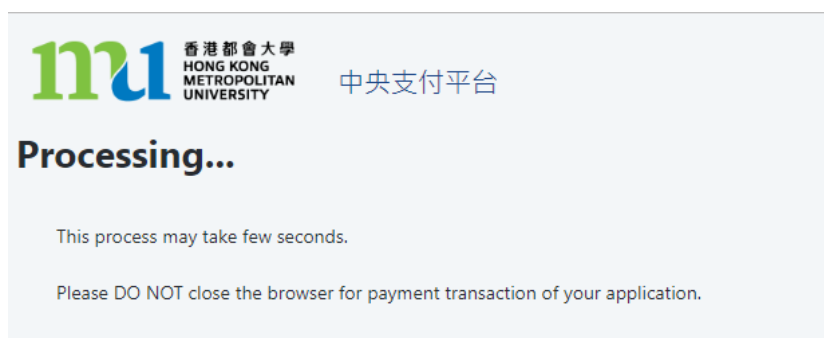 mu
香港都會大學
HONG KONG
METROPOLITAN
UNIVERSITY
中央支付平台
Processing...
This process may take few seconds.
Please DO NOT close the browser for payment transaction of your application.